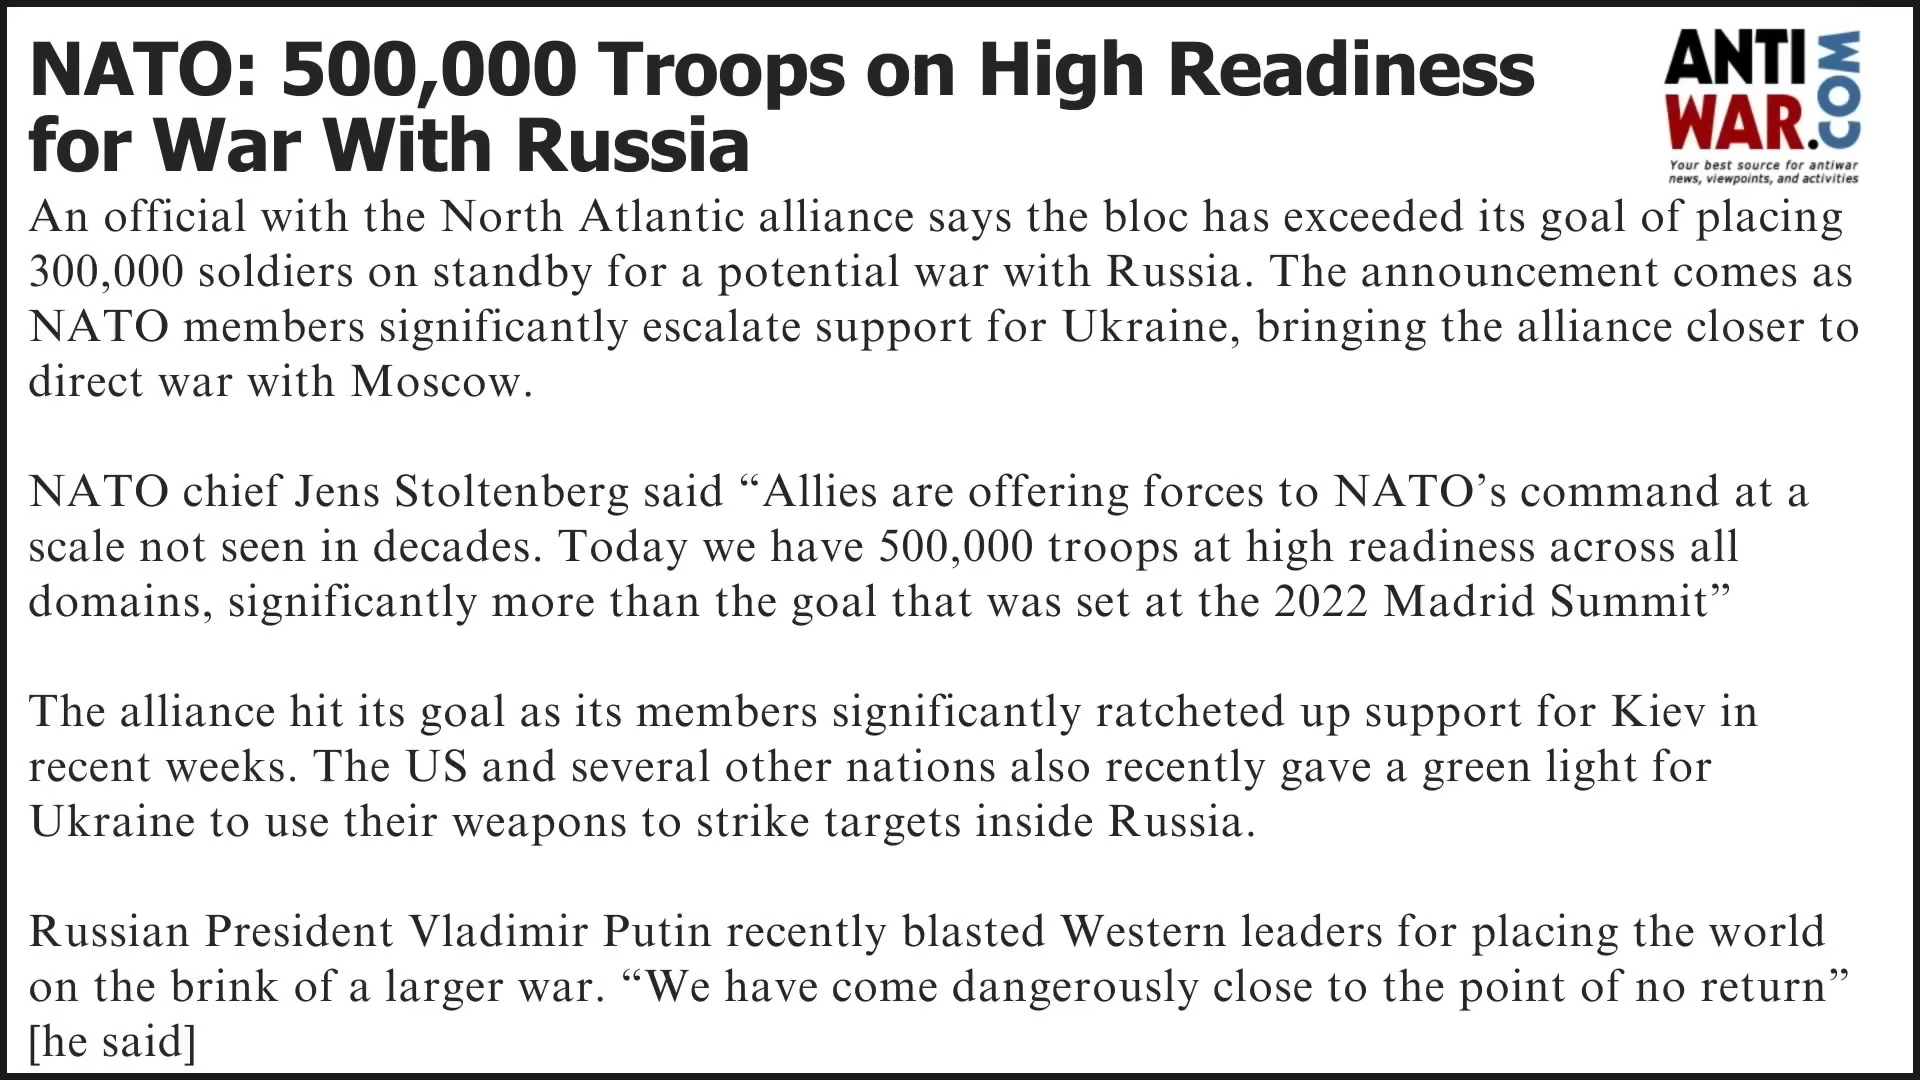 NATO: 500,000 Troops on High Readiness
for War With Russia
ANTI
WAR.COM
Your best source for antiwar
news, viewpoints, and activities
An official with the North Atlantic alliance says the bloc has exceeded its goal of placing
300,000 soldiers on standby for a potential war with Russia. The announcement comes as
NATO members significantly escalate support for Ukraine, bringing the alliance closer to
direct war with Moscow.
NATO chief Jens Stoltenberg said “Allies are offering forces to NATO’s command at a
scale not seen in decades. Today we have 500,000 troops at high readiness across all
domains, significantly more than the goal that was set at the 2022 Madrid Summit”
The alliance hit its goal as its members significantly ratcheted up support for Kiev in
recent weeks. The US and several other nations also recently gave a green light for
Ukraine to use their weapons to strike targets inside Russia.
Russian President Vladimir Putin recently blasted Western leaders for placing the world
on the brink of a larger war. “We have come dangerously close to the point of no return”
[he said]